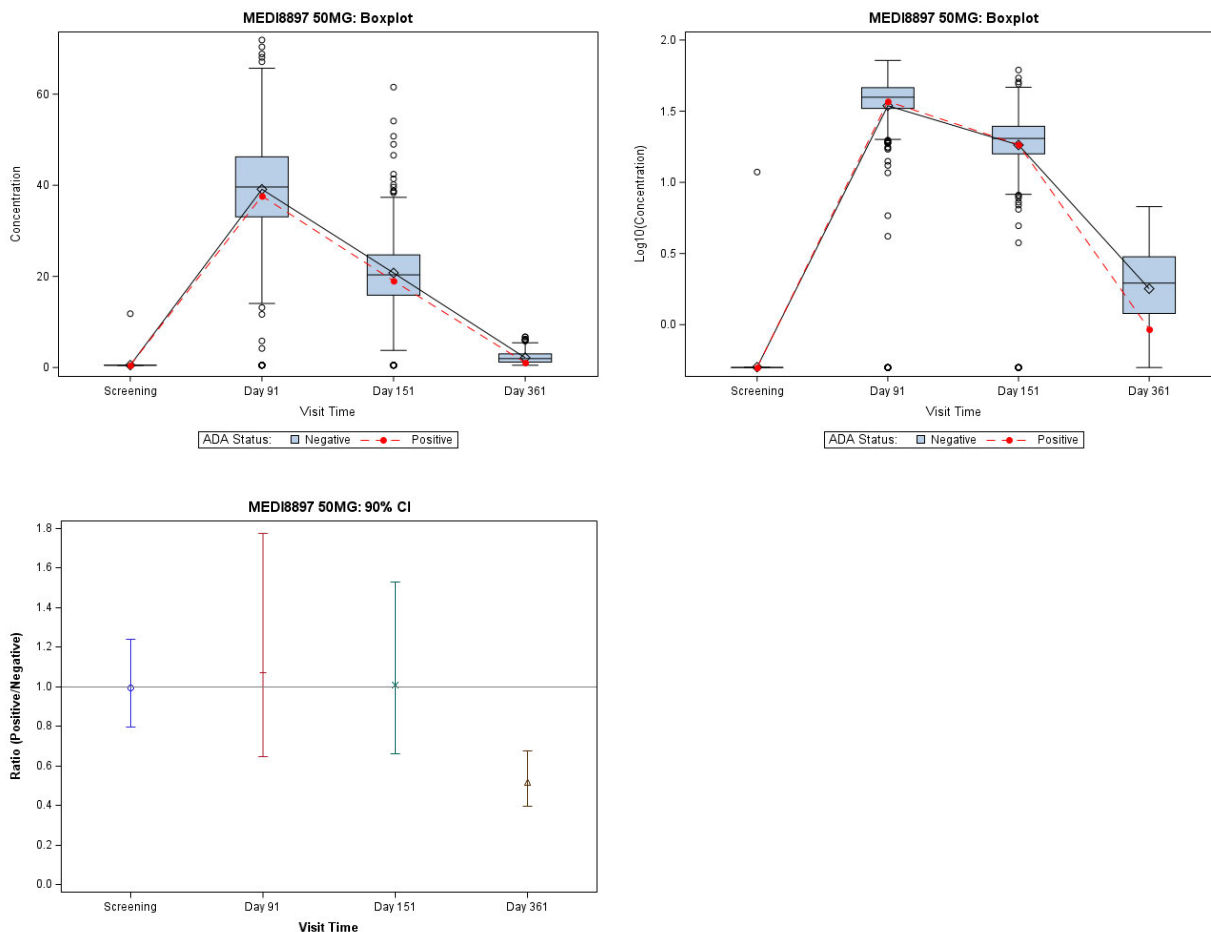 MEDI8897 50MG: Boxplot
Concentration
60
40
20
0
Screening Day 91 Day 151 Day 361
Visit Time
ADA Status: Negative Positive
MEDI8897 50MG: Boxplot
Log10(Concentration)
2.0
1.5
1.0
0.5
0.0
Screening Day 91 Day 151 Day 361
Visit Time
ADA Status: Negative Positive
MEDI8897 50MG: 90% CI
Ratio (Positive/Negative)
1.8
1.6
1.4
1.2
1.0
0.8
0.6
0.4
0.2
0.0
Screening Day 91 Day 151 Day 361
Visit Time